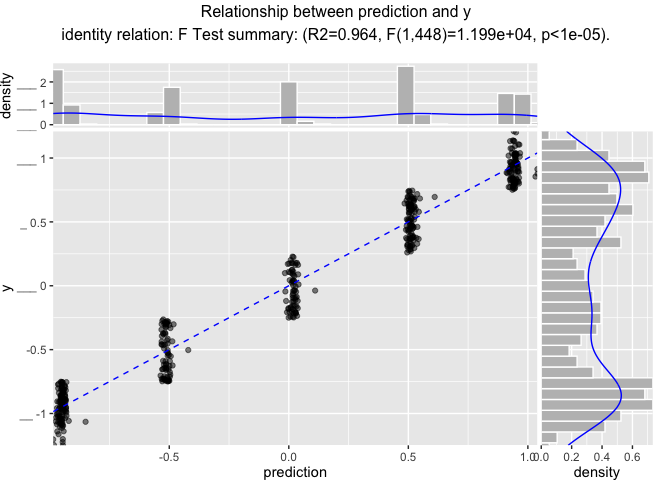 Relationship between prediction and y
identity relation: F Test summary: (R2=0.964, F(1,448)=1.199e+04, p<1e-05).
density
2
1
0
y
1
0.5
0
-0.5
-1
-0.5
0.0
0.5
1.0
prediction
0.0
0.2
0.4
0.6
density